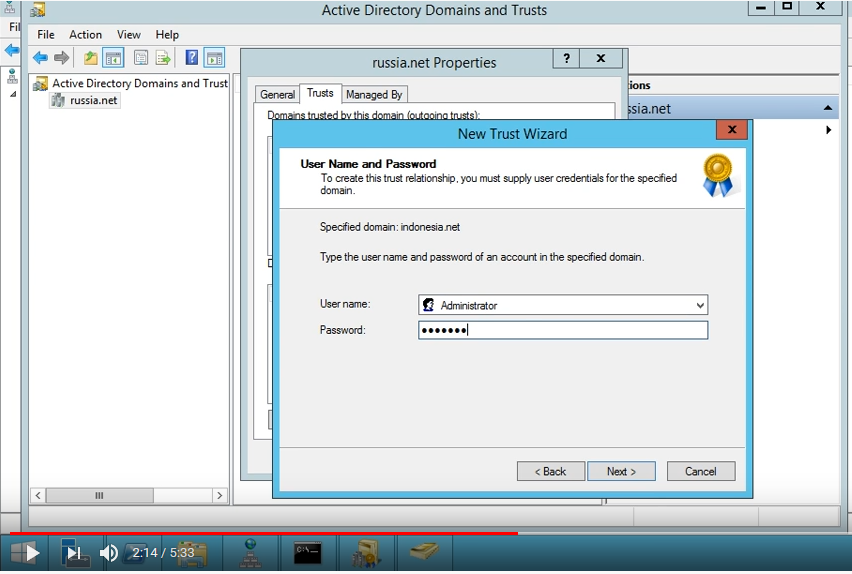 Active Directory Domains and Trusts
File Action View Help
Active Directory Domains and Trust
russia.net
russia.net Properties
? X
General Trusts Managed By
Domains trusted by this domain (outgoing trusts):
ssia.net
New Trust Wizard
User Name and Password
To create this trust relationship, you must supply user credentials for the specified
domain.
Specified domain: indonesia.net
Type the user name and password of an account in the specified domain.
User name:
Administrator
Password:
< Back
Next >
Cancel
2:14 / 5:33